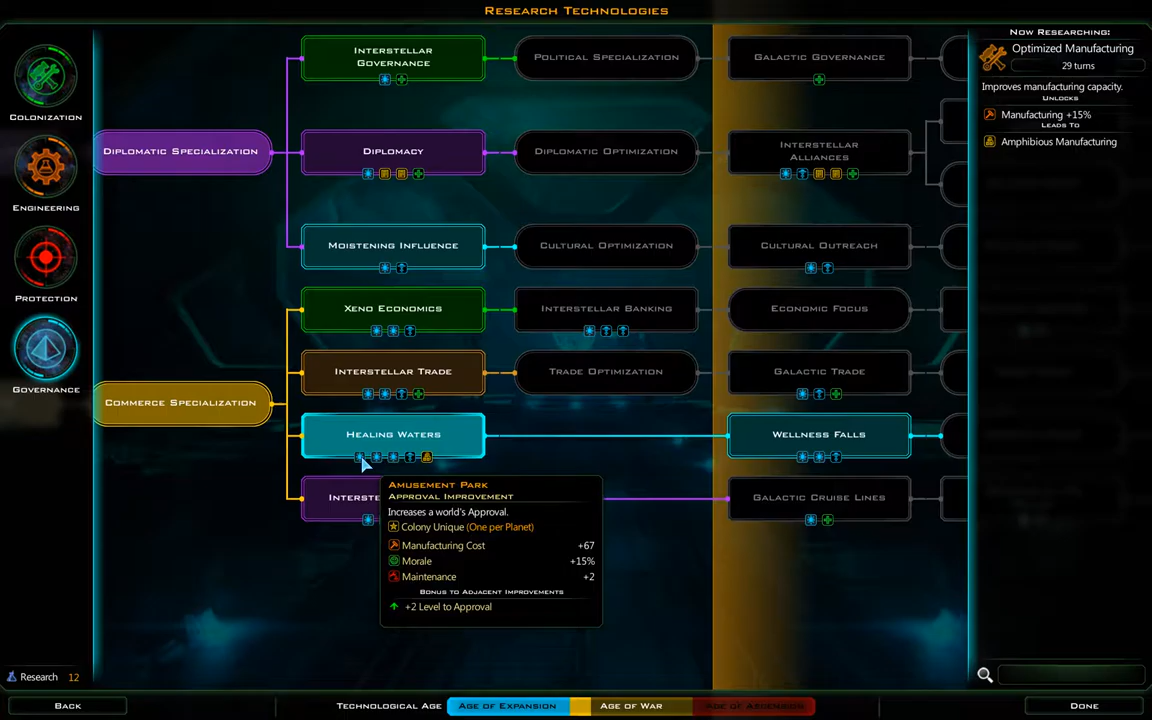 Research Technologies
Colonization
Engineering
Protection
Governance
Diplomatic Specialization
Commerce Specialization
Interstellar
Governance
Political Specialization
Galactic Governance
Diplomacy
Diplomatic Optimization
Interstellar
Alliances
Moistening Influence
Cultural Optimization
Cultural Outreach
Xeno Economics
Interstellar Banking
Economic Focus
Interstellar Trade
Trade Optimization
Galactic Trade
Healing Waters
Wellness Falls
Interste
Galactic Cruise Lines
Amusement Park
Approval Improvement
Increases a world's Approval.
Colony Unique (One per Planet)
Manufacturing Cost +67
Morale +15%
Maintenance +2
Bonus to Adjacent Improvements
+2 Level to Approval
Now Researching:
Optimized Manufacturing
29 turns
Improves manufacturing capacity.
Unlocks
Manufacturing +15%
Leads To
Amphibious Manufacturing
Research 12
Back
Technological Age
Age of Expansion
Age of War
Age of Ascension
Done